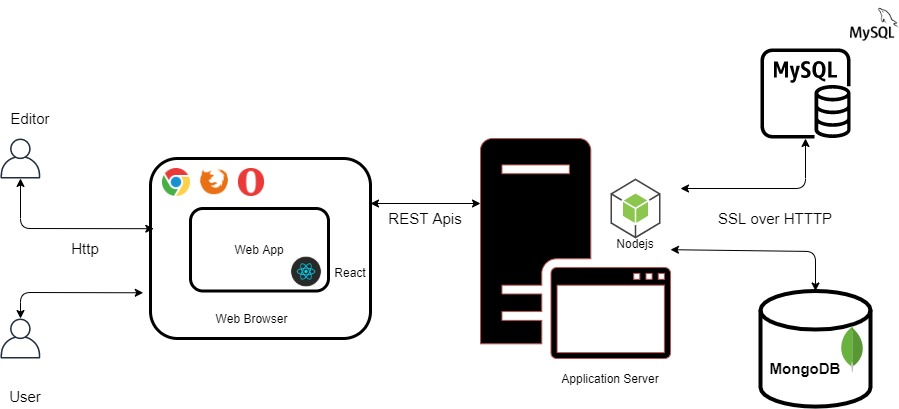 MySQL
MySQL
Editor
Http
User
Web App
React
Web Browser
REST Apis
Nodejs
Application Server
SSL over HTTTP
MongoDB